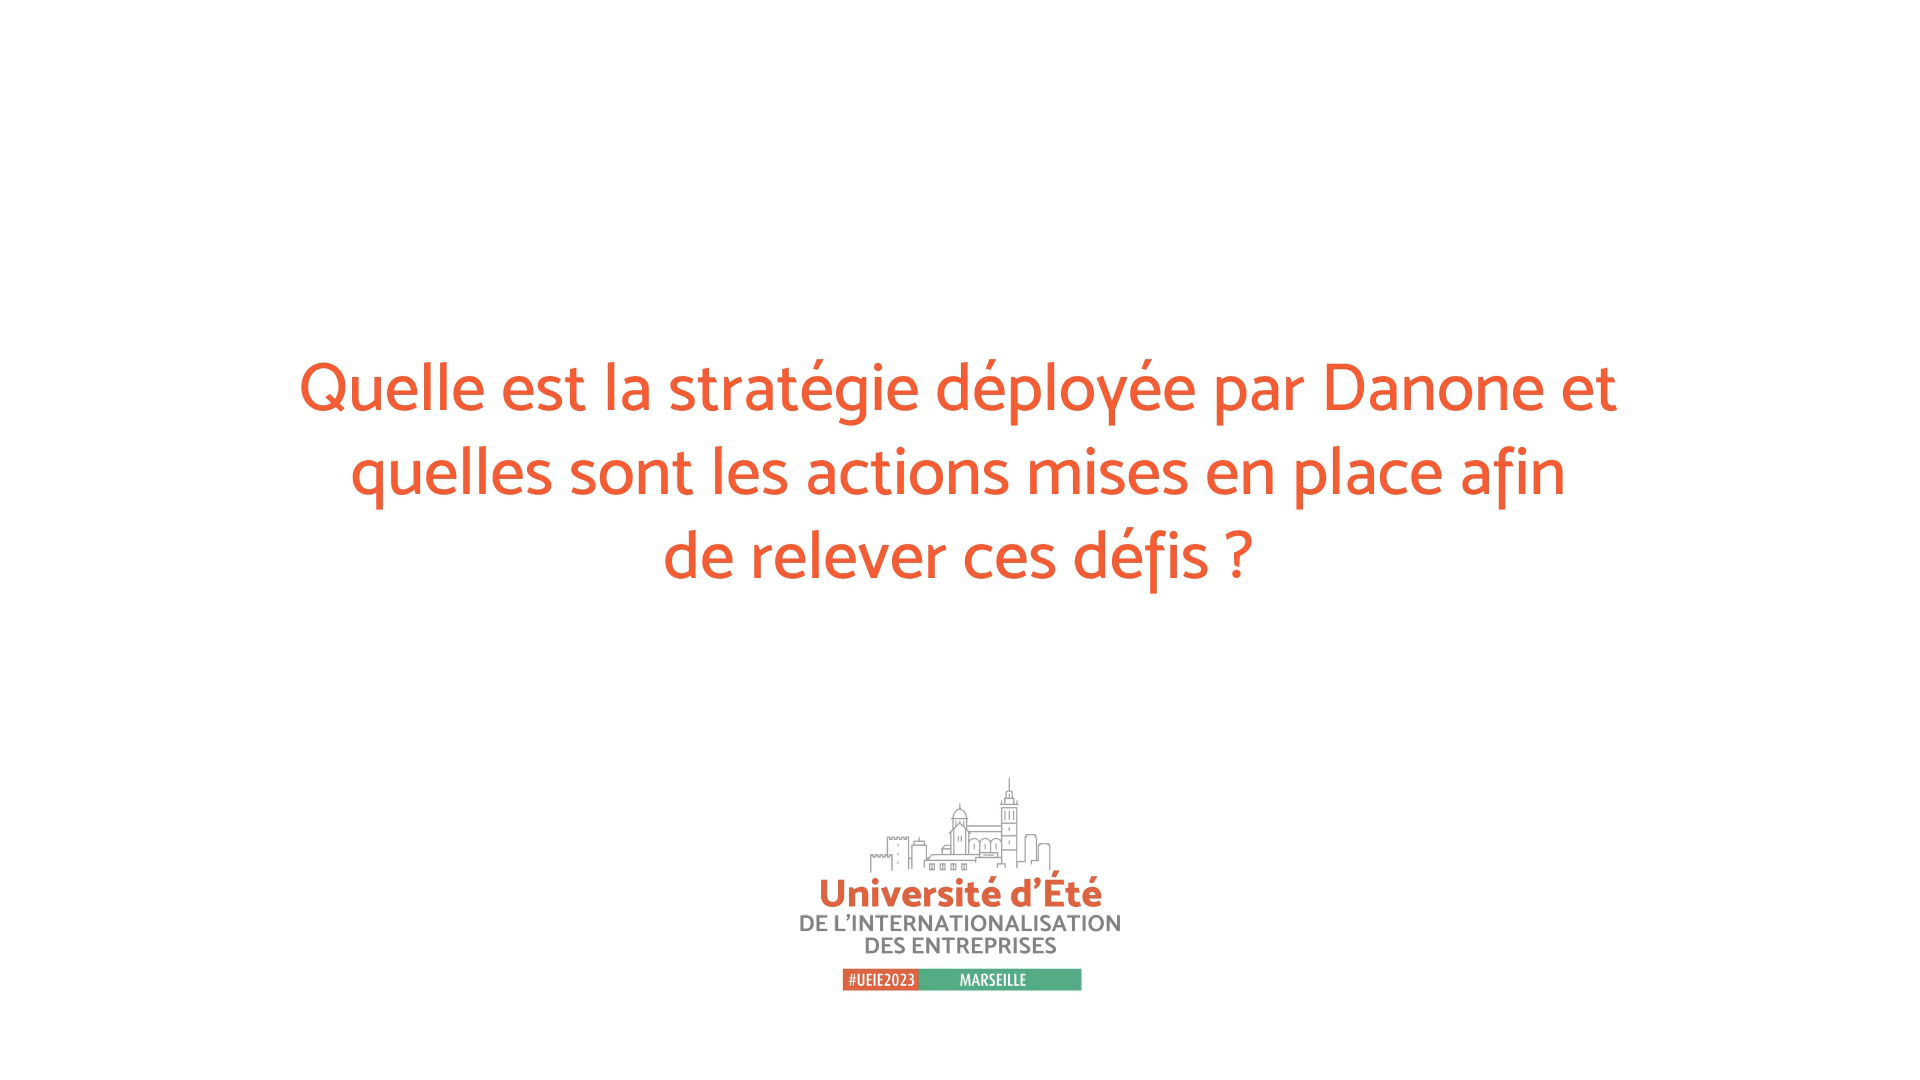 Quelle est la stratégie déployée par Danone et
quelles sont les actions mises en place afin
de relever ces défis ?
Université d'Été
DE L'INTERNATIONALISATION
DES ENTREPRISES
#UEIE2023 MARSEILLE